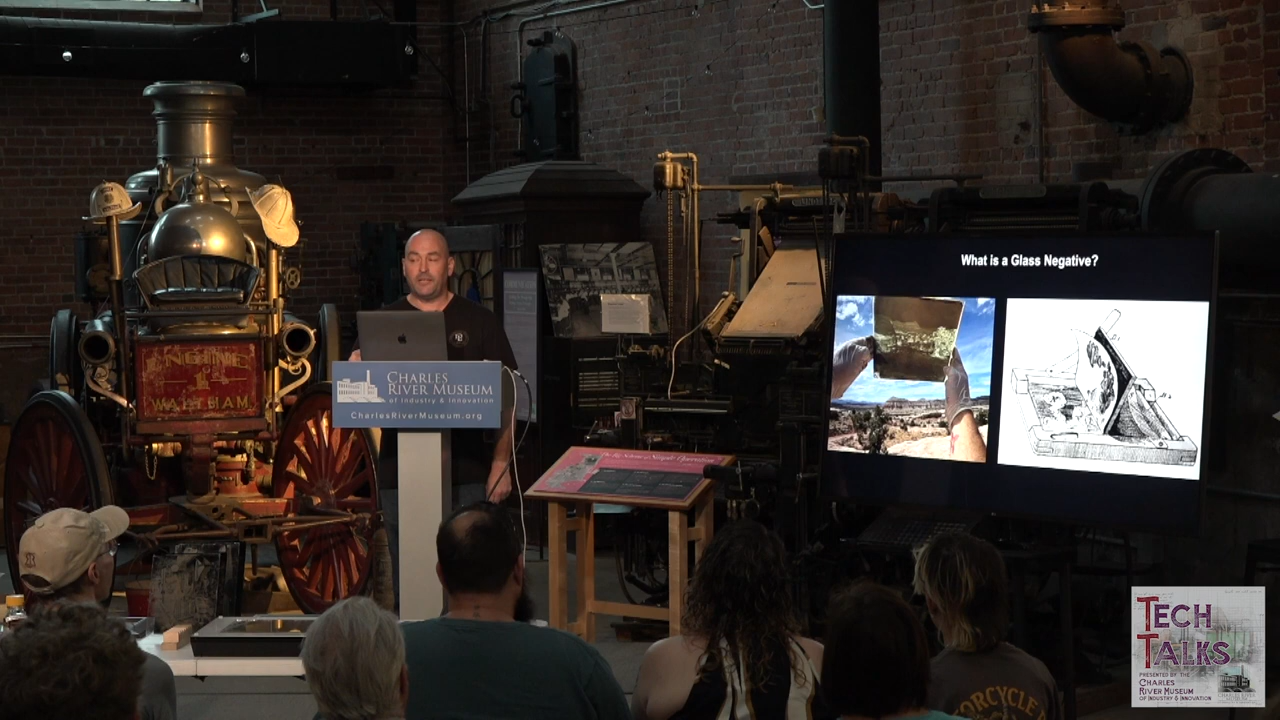 What is a Glass Negative?
CHARLES
RIVER MUSEUM
of industry & innovation
CharlesRiverMuseum.org
WALTHAM
ORCYCLE
TECH
TALKS
PRESENTED BY THE
CHARLES
RIVER MUSEUM
OF INDUSTRY & INNOVATION